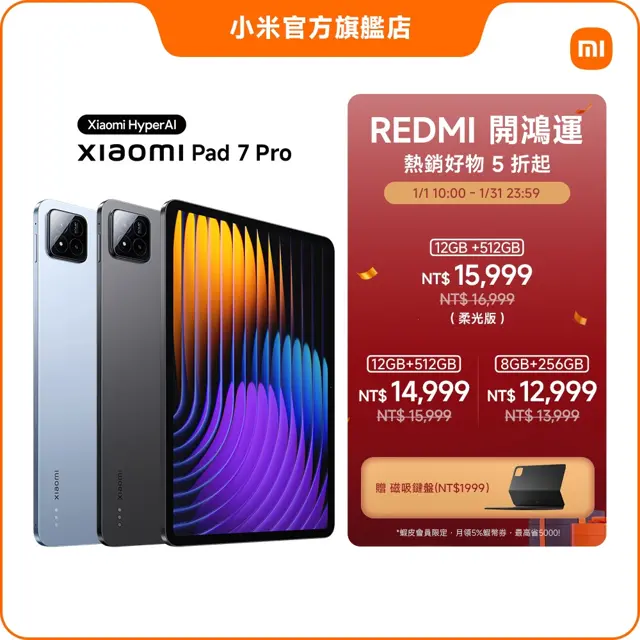 小米官方旗艦店
mi
Xiaomi HyperAI
xiaomi Pad 7 Pro
xiaomi
xiaomi
REDMI 開鴻運
熱銷好物 5 折起
1/1 10:00 - 1/31 23:59
12GB +512GB
NT$ 15,999
NT$ 16,999
(柔光版)
12GB+512GB
NT$ 14,999
NT$ 15,999
8GB+256GB
NT$ 12,999
NT$ 13,999
贈 磁吸鍵盤(NT$1999)
*蝦皮會員限定，月領5%蝦幣券，最高省5000!